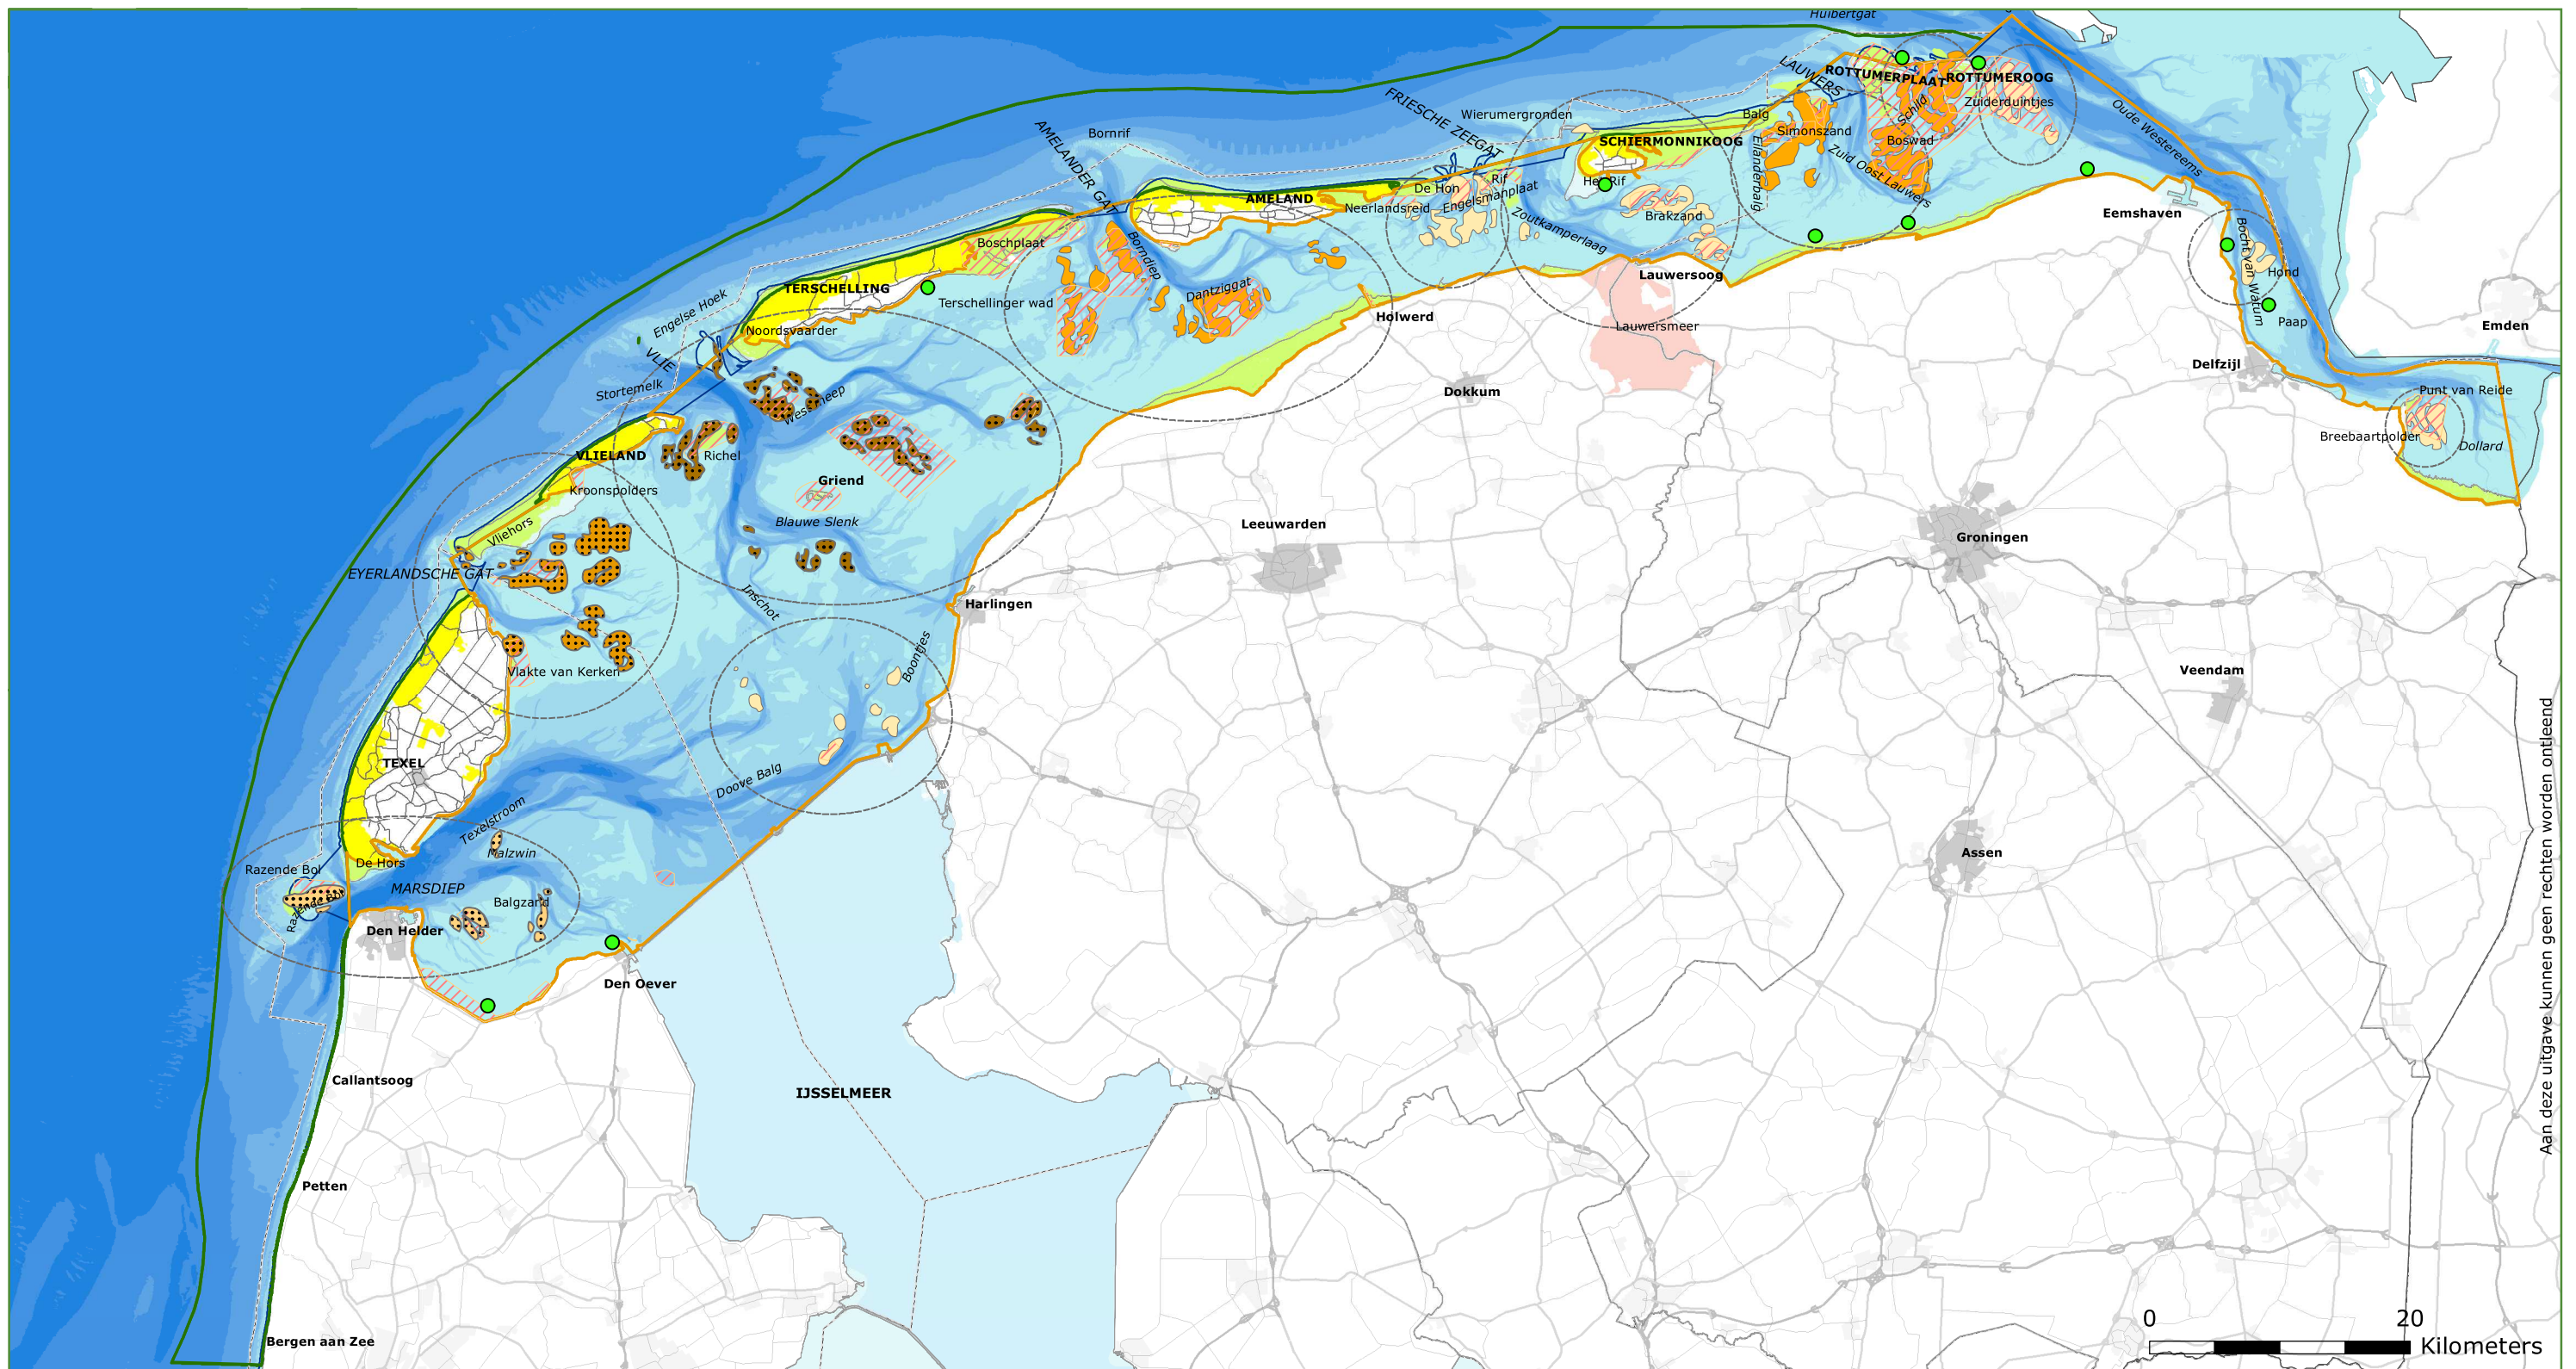 Huibertgat
LAUWERS
ROTTUMERPLAAT
ROTTUMEROOG
Zuiderduintjes
Schild
Boswad
Simonszand
Balg
Eilanderbalg
Zuid Oost Lauwers
Oude Westereems
FRIESCHE ZEEGAT
Wierumergronden
SCHIERMONNIKOOG
Het Rif
Brakzand
Rif
De Hon
Engelsmanplaat
Neerlandsreid
Zoutkamperlaag
AMELANDER GAT
Bornrif
AMELAND
Borndiep
Dantziggat
Boschplaat
TERSCHELLING
Terschellinger wad
Noordsvaarder
Engelse Hoek
VLIE
Stortemelk
Westmeep
VLIELAND
Richel
Griend
Kroonspolders
Blauwe Slenk
Vliehors
EYERLANDSCHE GAT
Inschot
Vlakte van Kerken
Boontjes
Harlingen
Leeuwarden
Holwerd
Dokkum
Lauwersoog
Lauwersmeer
Eemshaven
Bocht van Watum
Hond
Paap
Emden
Delfzijl
Punt van Reide
Breebaartpolder
Dollard
Groningen
Veendam
Assen
TEXEL
Doove Balg
Texelstroom
Malzwin
De Hors
Razende Bol
Razende Bol
MARSDIEP
Balgzand
Den Helder
Den Oever
Callantsoog
IJSSELMEER
Petten
Bergen aan Zee
0 20
Kilometers
Aan deze uitgave kunnen geen rechten worden ontleend